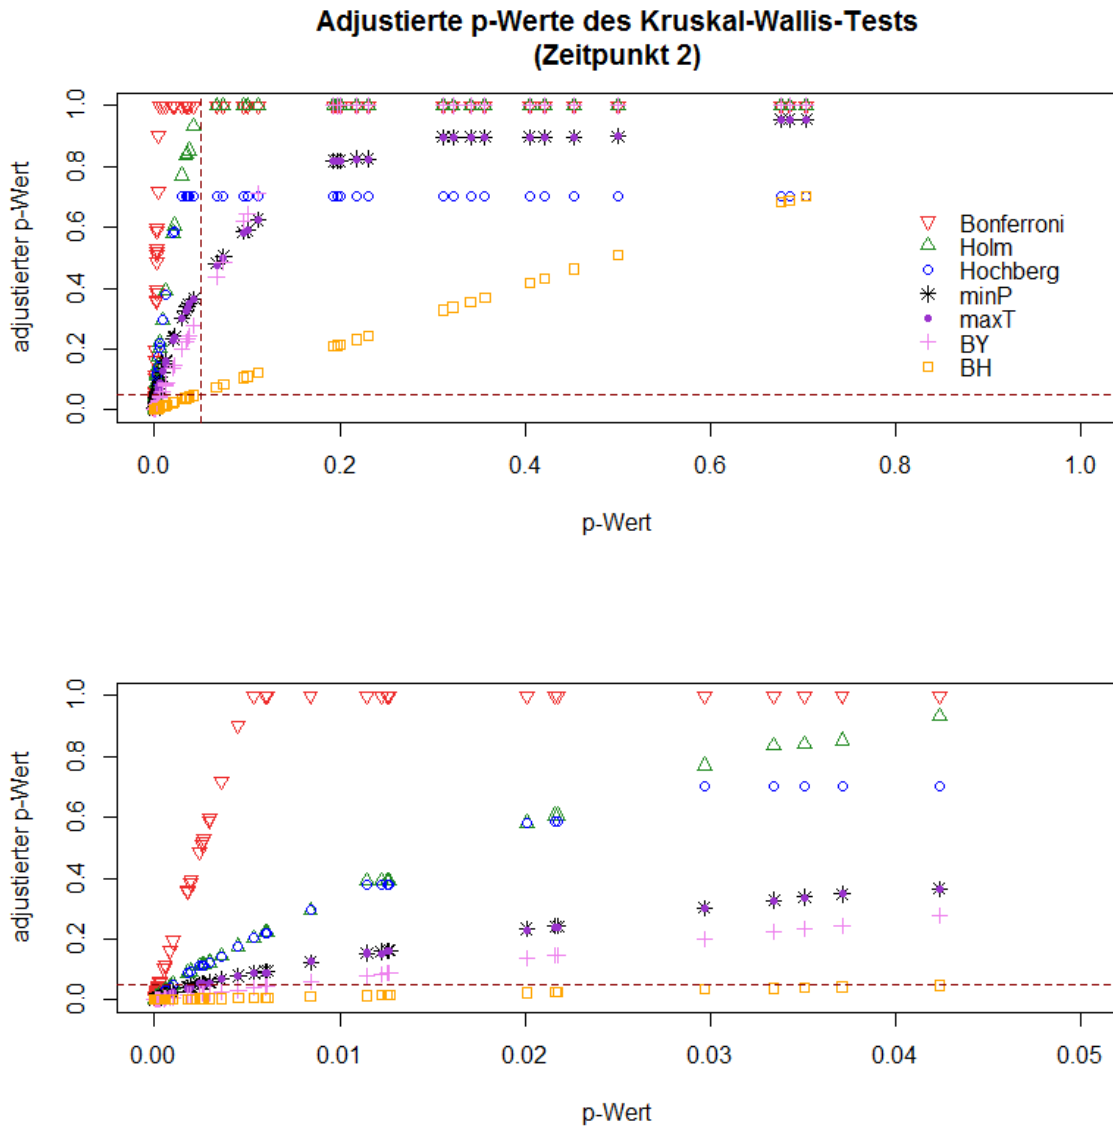 Adjustierte p-Werte des Kruskal-Wallis-Tests
(Zeitpunkt 2)
adjustierter p-Wert
1.0
0.8
0.6
0.4
0.2
0.0
Bonferroni
Holm
Hochberg
minP
maxT
BY
BH
0.0 0.2 0.4 0.6 0.8 1.0
p-Wert
adjustierter p-Wert
1.0
0.8
0.6
0.4
0.2
0.0
0.00 0.01 0.02 0.03 0.04 0.05
p-Wert